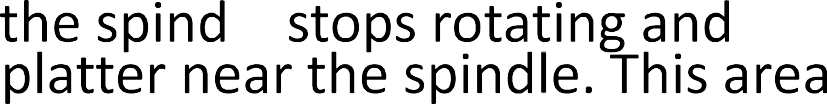 the spind stops rotating and
platter near the spindle. This area